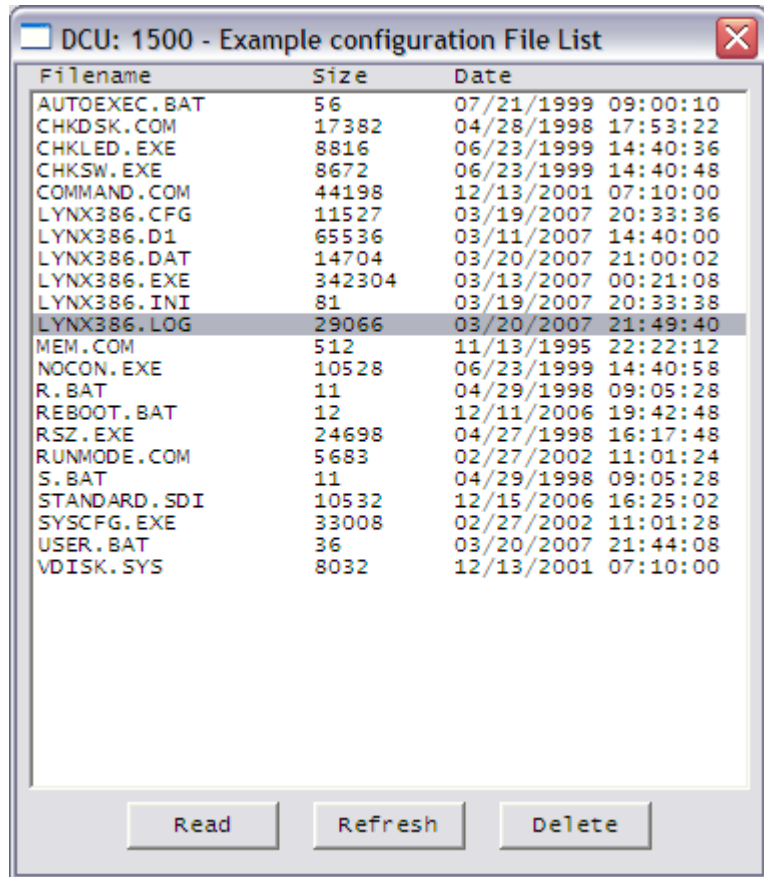 DCU: 1500 - Example configuration File List
Filename Size Date
AUTOEXEC.BAT 56 07/21/1999 09:00:10
CHKDSK.COM 17382 04/28/1998 17:53:22
CHKLED.EXE 8816 06/23/1999 14:40:36
CHKSW.EXE 8672 06/23/1999 14:40:48
COMMAND.COM 44198 12/13/2001 07:10:00
LYNX386.CFG 11527 03/19/2007 20:33:36
LYNX386.D1 65536 03/11/2007 14:40:00
LYNX386.DAT 14704 03/20/2007 21:00:02
LYNX386.EXE 342304 03/13/2007 00:21:08
LYNX386.INI 81 03/19/2007 20:33:38
LYNX386.LOG 29066 03/20/2007 21:49:40
MEM.COM 512 11/13/1995 22:22:12
NOCON.EXE 10528 06/23/1999 14:40:58
R.BAT 11 04/29/1998 09:05:28
REBOOT.BAT 12 12/11/2006 19:42:48
RSZ.EXE 24698 04/27/1998 16:17:48
RUNMODE.COM 5683 02/27/2002 11:01:24
S.BAT 11 04/29/1998 09:05:28
STANDARD.SDI 10532 12/15/2006 16:25:02
SYSCFG.EXE 33008 02/27/2002 11:01:28
USER.BAT 36 03/20/2007 21:44:08
VDISK.SYS 8032 12/13/2001 07:10:00
Read Refresh Delete